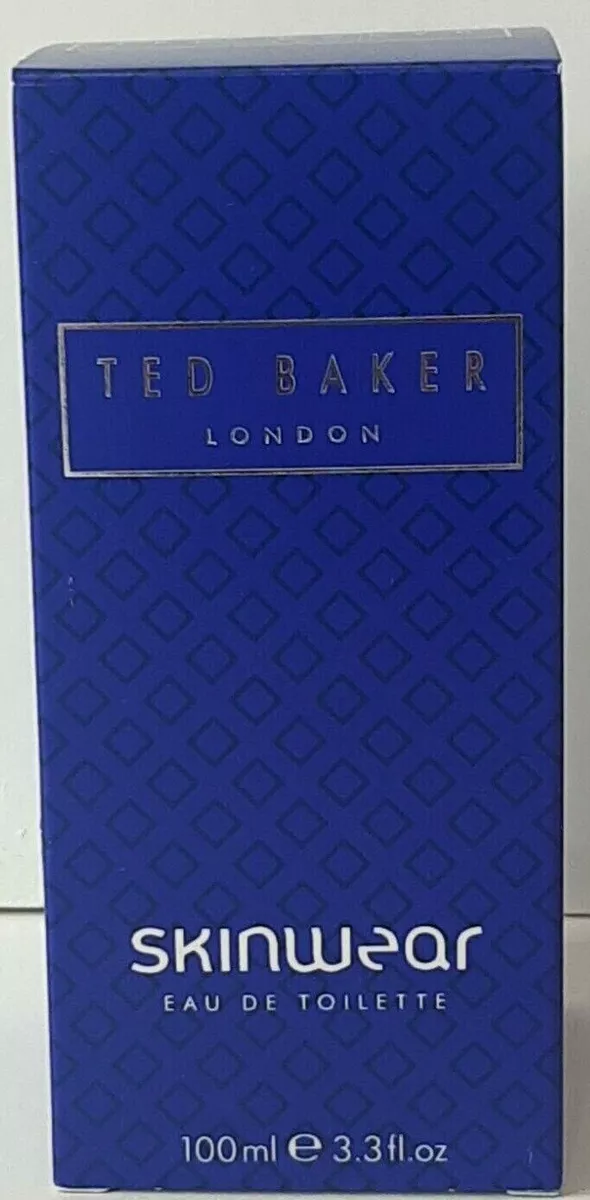 TED BAKER
LONDON
SKINWEAR
EAU DE TOILETTE
100ml ℮ 3.3fl.oz